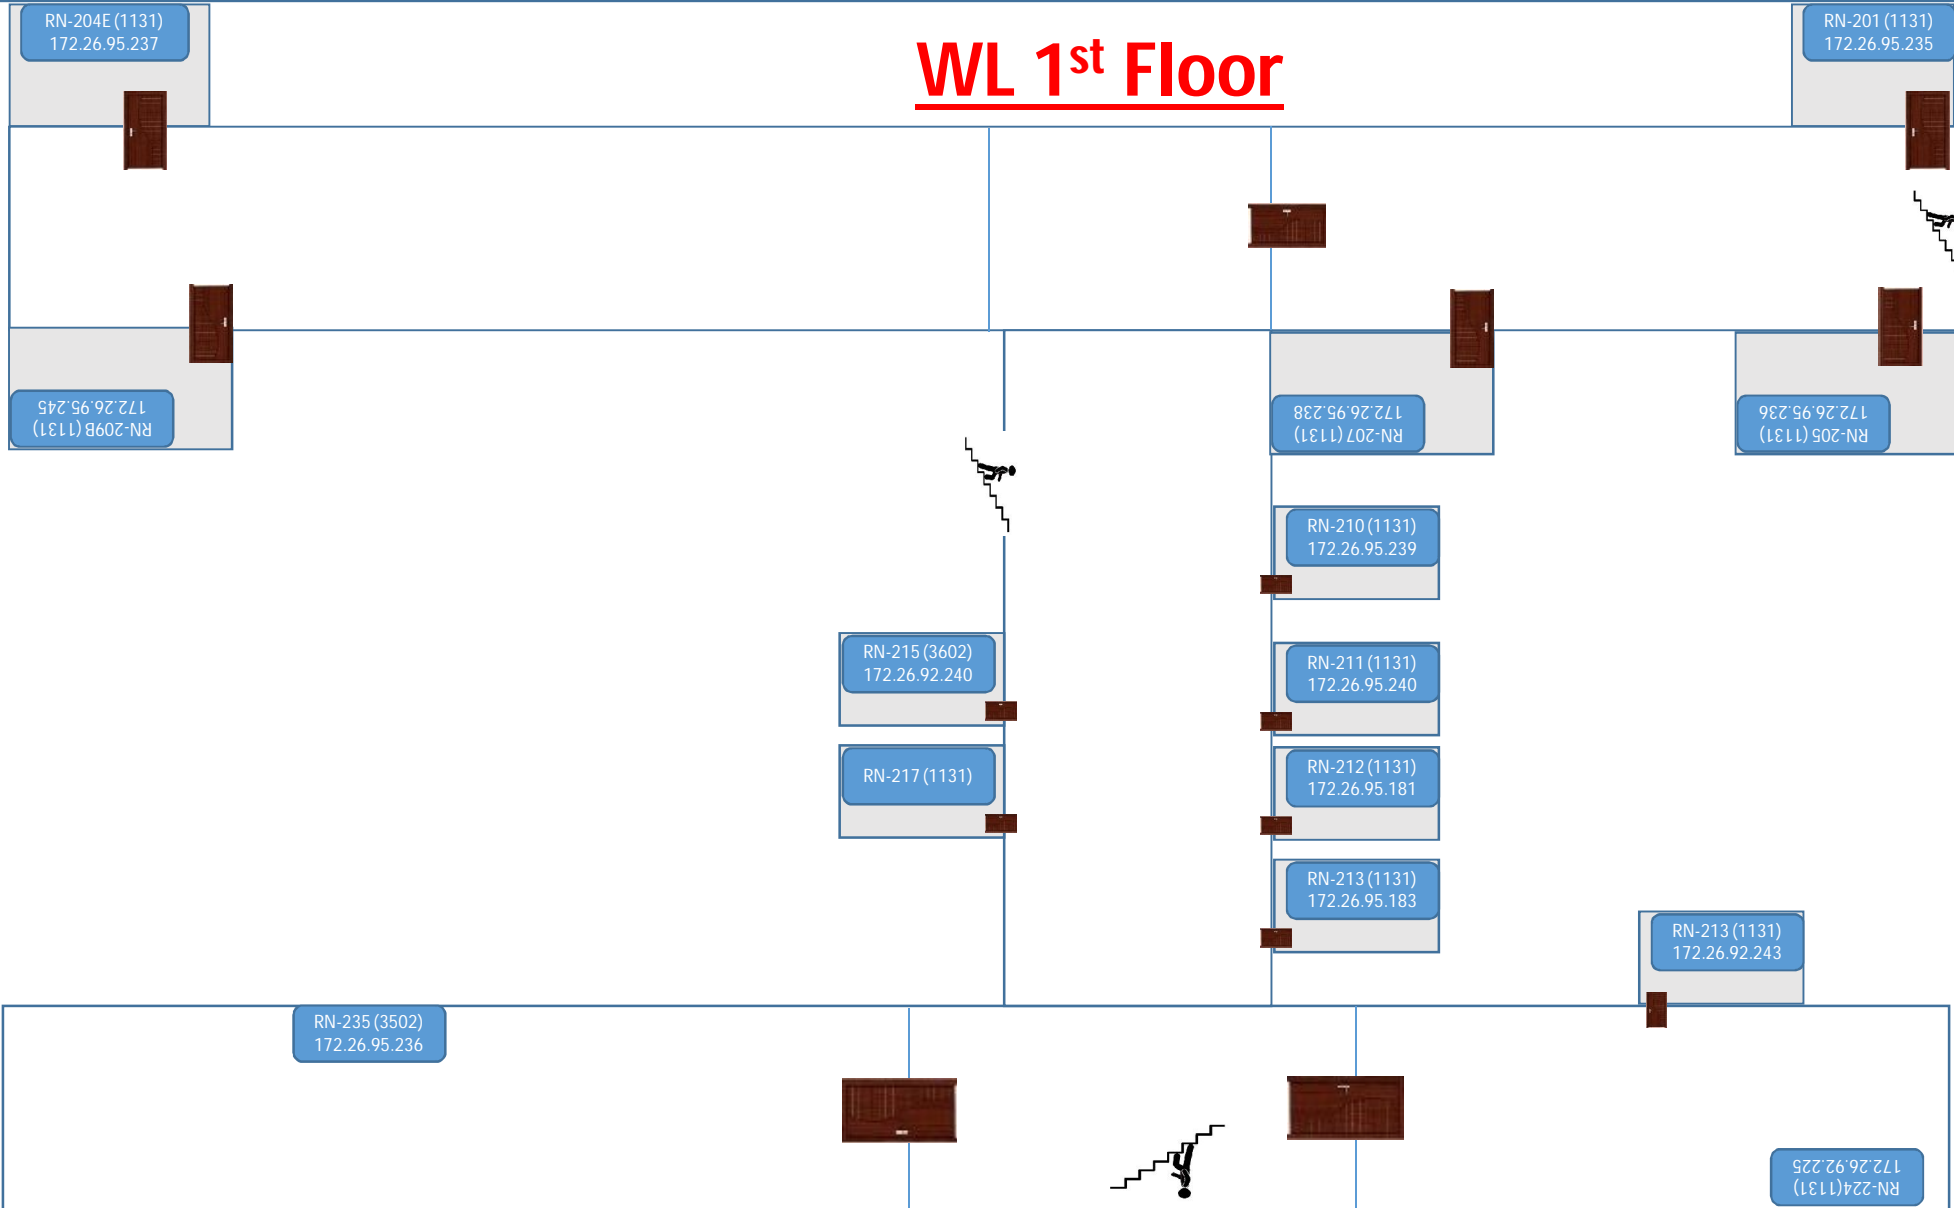 RN-204E (1131)
172.26.95.237
WL 1st Floor
RN-201 (1131)
172.26.95.235
RN-209B (1131)
172.26.95.245
RN-207 (1131)
172.26.95.238
RN-205 (1131)
172.26.95.236
RN-210 (1131)
172.26.95.239
RN-215 (3602)
172.26.92.240
RN-211 (1131)
172.26.95.240
RN-217 (1131)
RN-212 (1131)
172.26.95.181
RN-213 (1131)
172.26.95.183
RN-213 (1131)
172.26.92.243
RN-235 (3502)
172.26.95.236
RN-224(1131)
172.26.92.225